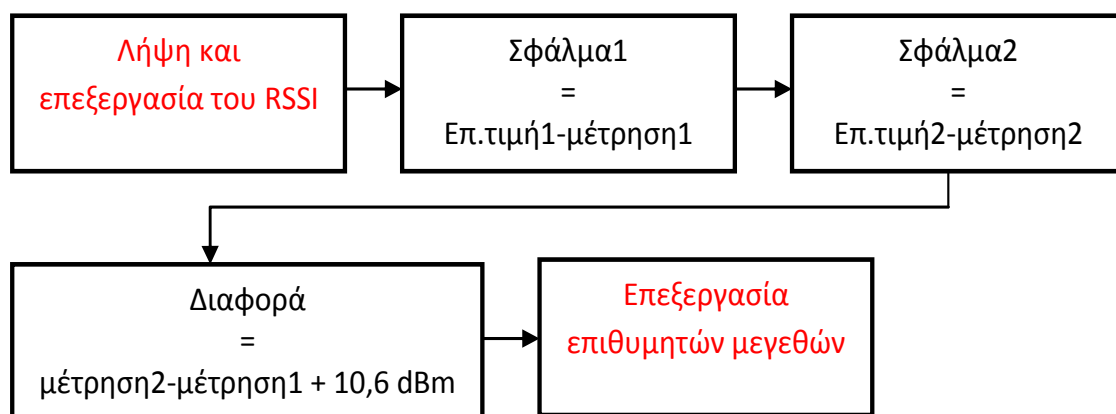 Λήψη και
επεξεργασία του RSSI
Σφάλμα1
=
Επ.τιμή1-μέτρηση1
Σφάλμα2
=
Επ.τιμή2-μέτρηση2
Διαφορά
=
μέτρηση2-μέτρηση1 + 10,6 dBm
Επεξεργασία
επιθυμητών μεγεθών